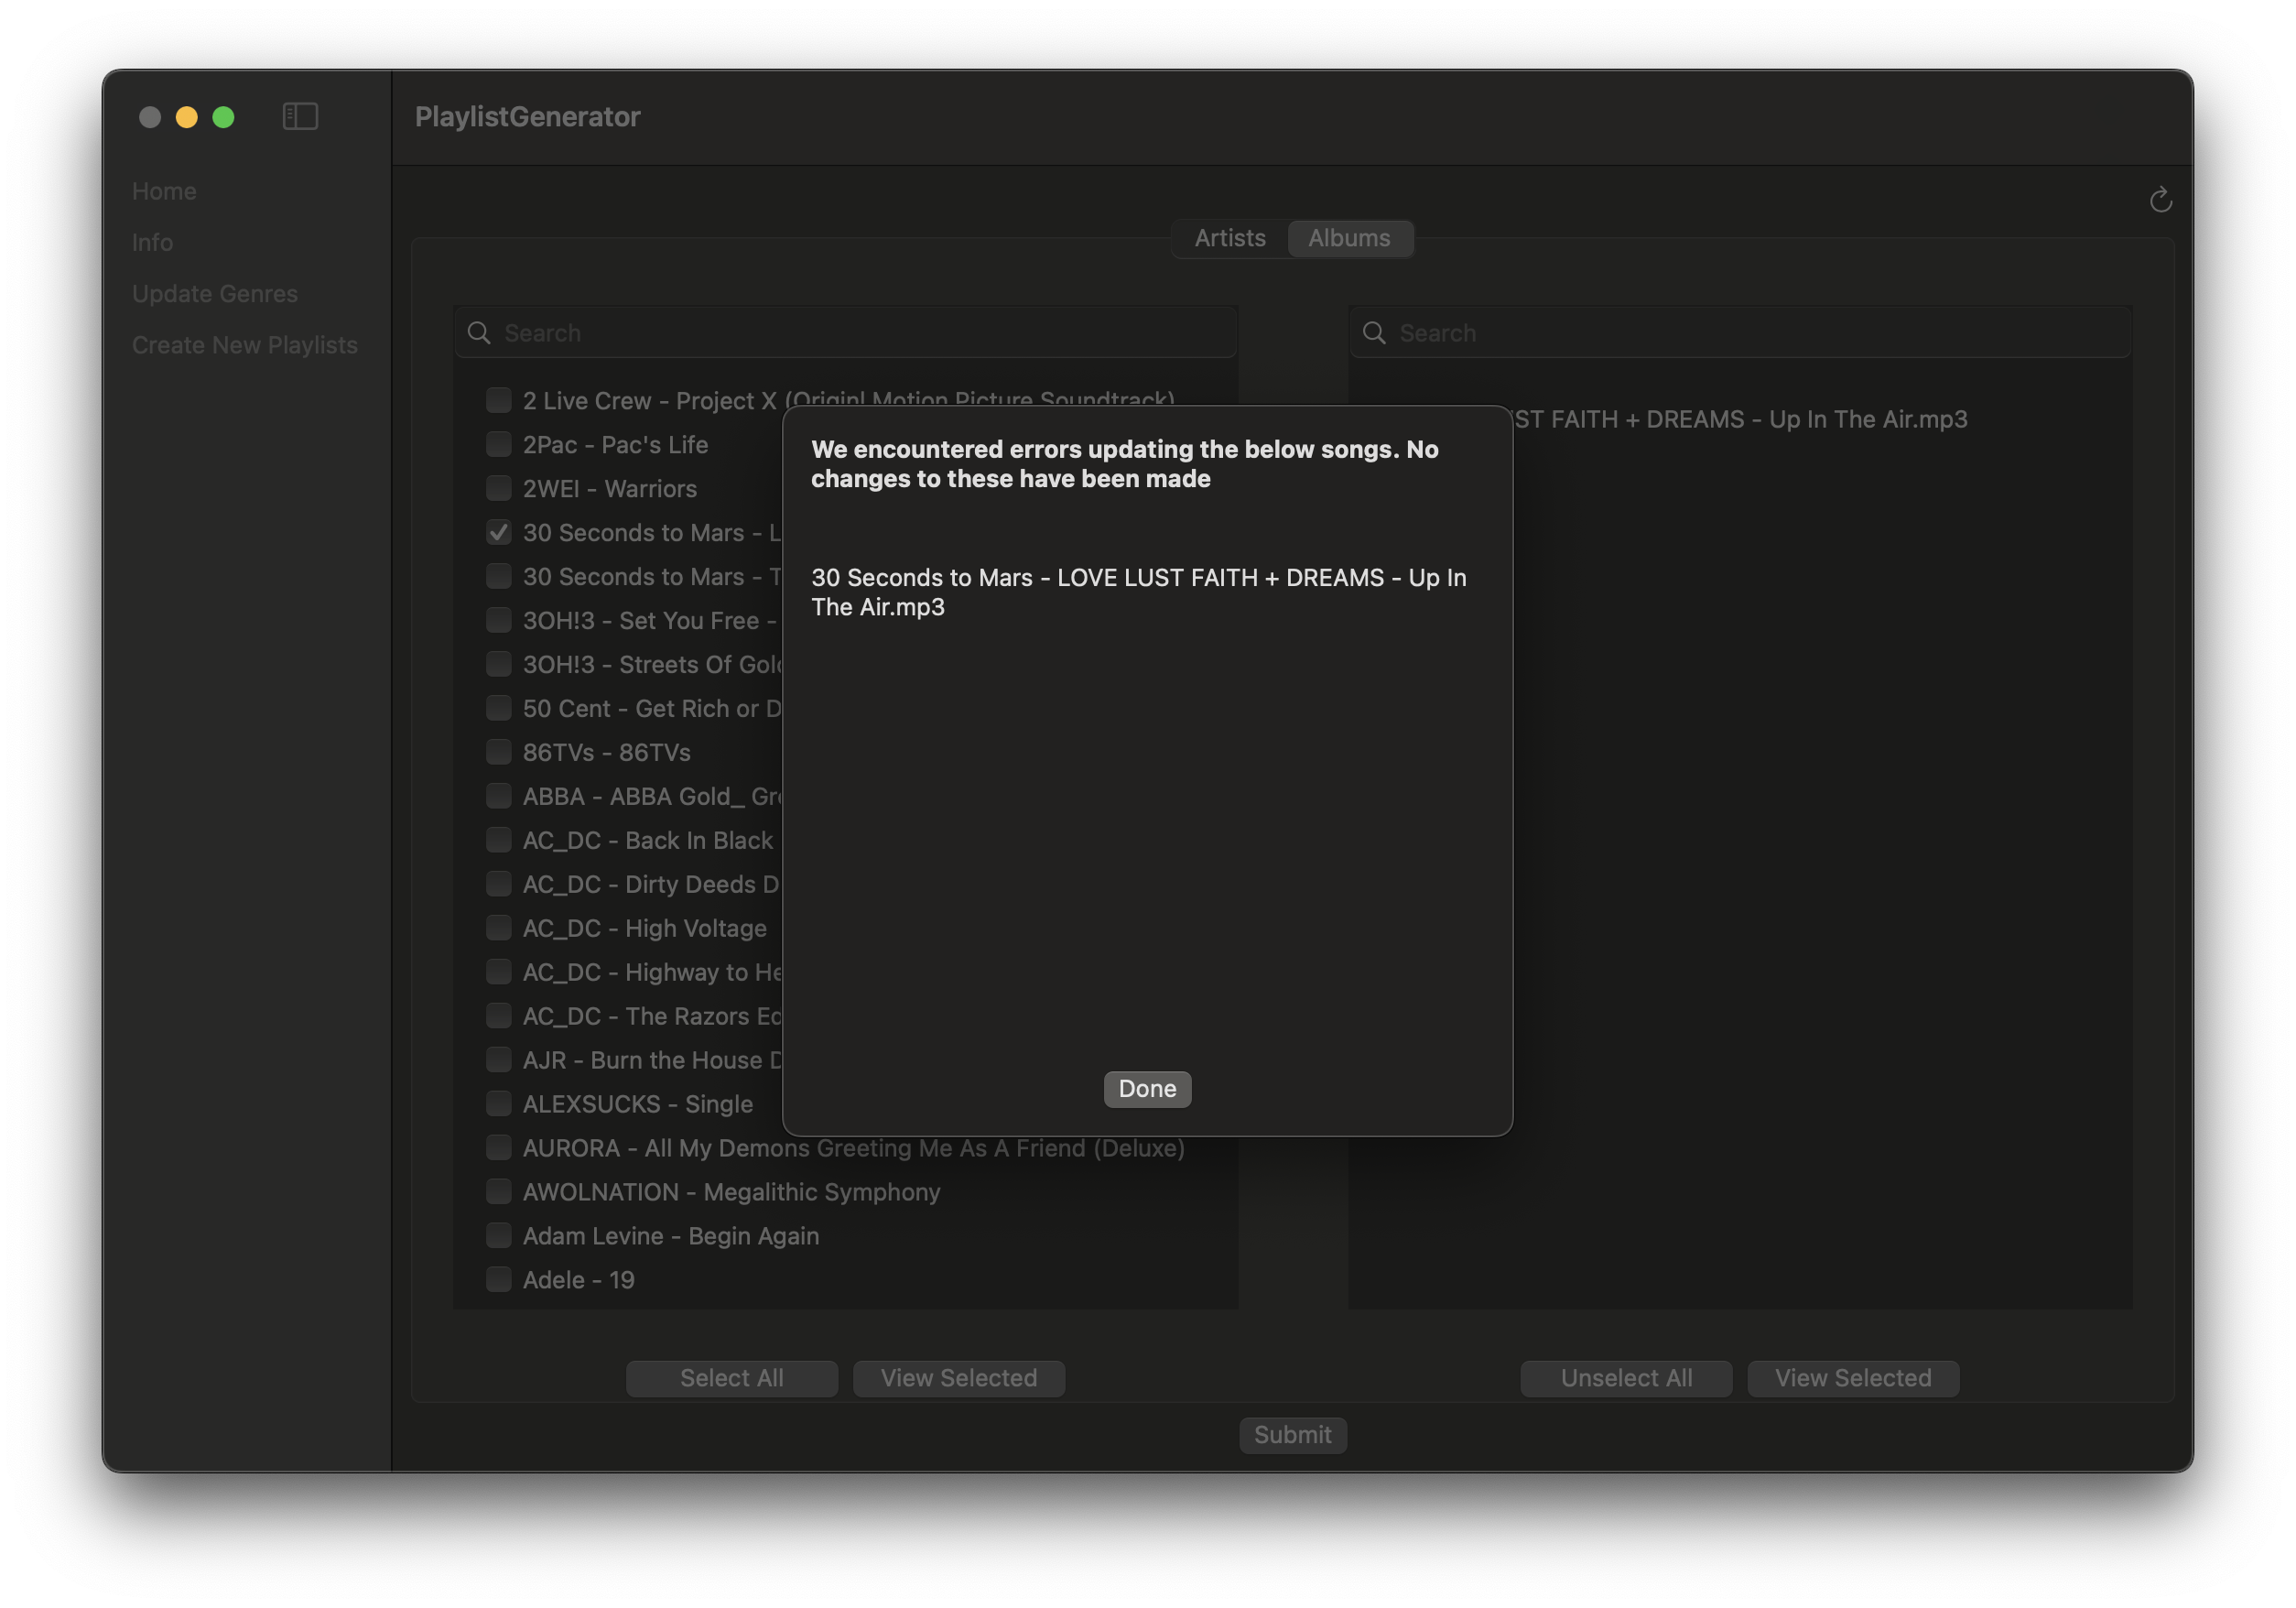 PlaylistGenerator
Home
Info
Update Genres
Create New Playlists
Artists
Albums
Search
2 Live Crew - Project X (Originl Motion Picture Soundtrack)
2Pac - Pac's Life
2WEI - Warriors
30 Seconds to Mars - L
30 Seconds to Mars - T
3OH!3 - Set You Free -
3OH!3 - Streets Of Gold
50 Cent - Get Rich or D
86TVs - 86TVs
ABBA - ABBA Gold_ Gre
AC_DC - Back In Black
AC_DC - Dirty Deeds D
AC_DC - High Voltage
AC_DC - Highway to He
AC_DC - The Razors Ed
AJR - Burn the House D
ALEXSUCKS - Single
AURORA - All My Demons Greeting Me As A Friend (Deluxe)
AWOLNATION - Megalithic Symphony
Adam Levine - Begin Again
Adele - 19
Select All
View Selected
Search
UST FAITH + DREAMS - Up In The Air.mp3
Unselect All
View Selected
Submit
We encountered errors updating the below songs. No
changes to these have been made
30 Seconds to Mars - LOVE LUST FAITH + DREAMS - Up In
The Air.mp3
Done